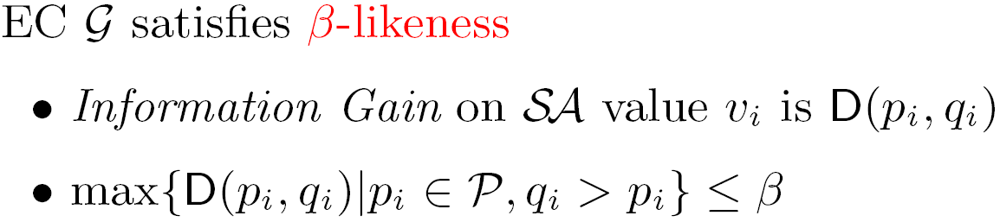 EC 𝒢 satisfies β-likeness
• Information Gain on 𝒮𝒜 value vᵢ is D(pᵢ, qᵢ)
• max{D(pᵢ, qᵢ)|pᵢ ∈ 𝒫, qᵢ > pᵢ} ≤ β